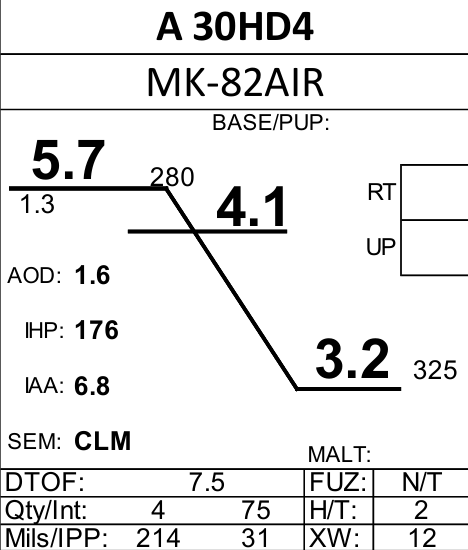 A 30HD4
MK-82AIR
BASE/PUP:
5.7
280
1.3
4.1
RT
UP
AOD: 1.6
IHP: 176
3.2 325
IAA: 6.8
SEM: CLM
MALT:
DTOF: 7.5 FUZ: N/T
Qty/Int: 4 75 H/T: 2
Mils/IPP: 214 31 XW: 12